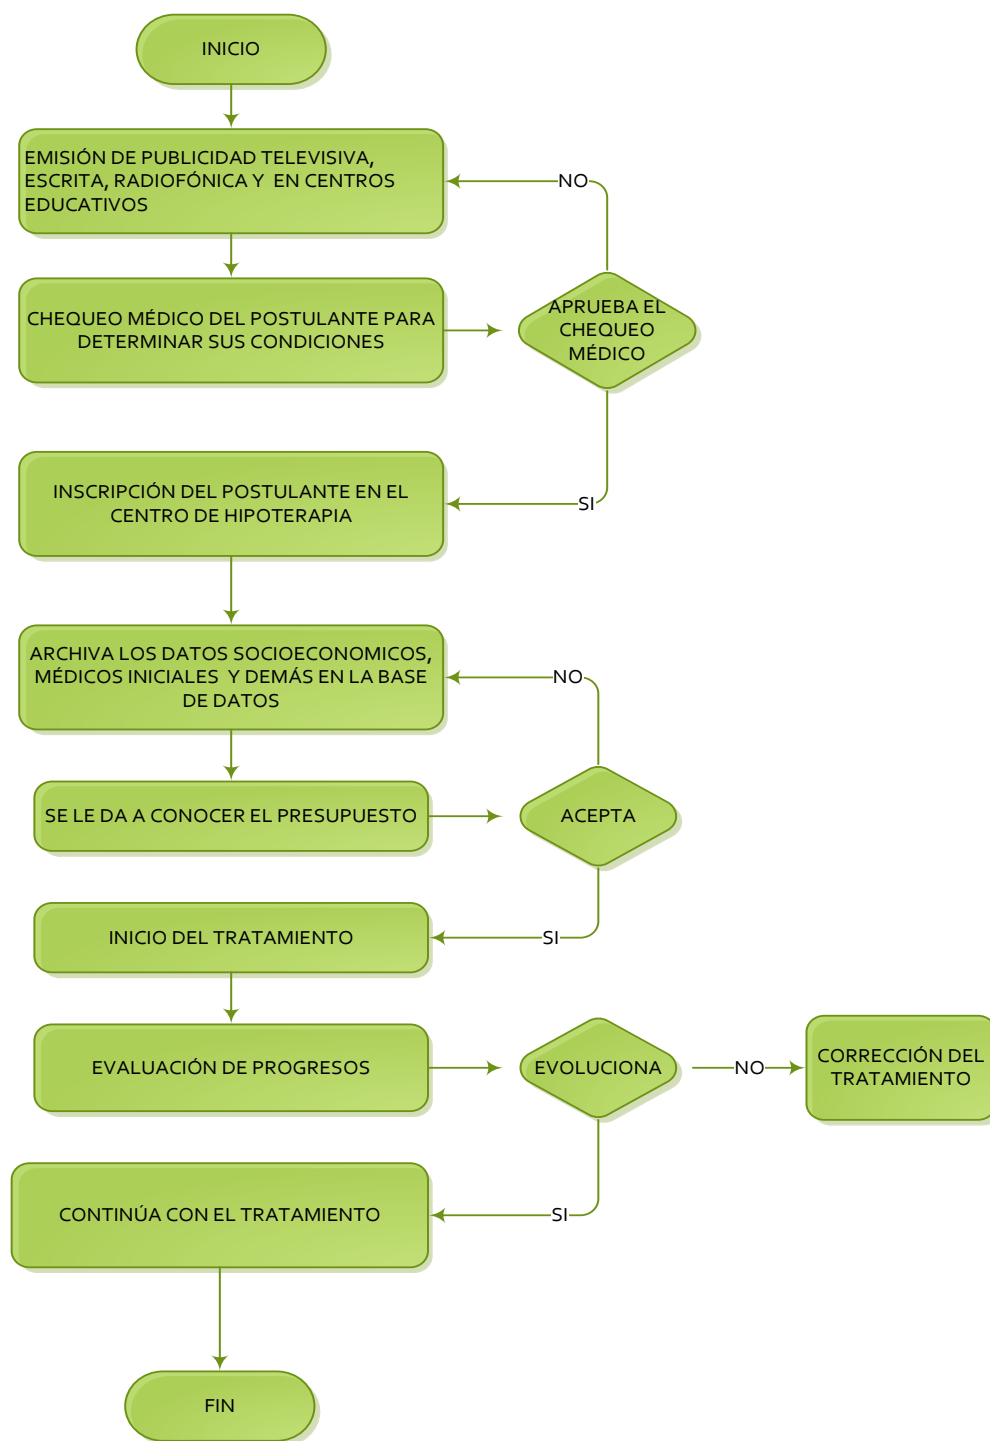 INICIO
EMISIÓN DE PUBLICIDAD TELEVISIVA,
ESCRITA, RADIOFÓNICA Y EN CENTROS
EDUCATIVOS
NO
CHEQUEO MÉDICO DEL POSTULANTE PARA
DETERMINAR SUS CONDICIONES
APRUEBA EL
CHEQUEO
MÉDICO
INSCRIPCIÓN DEL POSTULANTE EN EL
CENTRO DE HIPOTERAPIA
SI
ARCHIVA LOS DATOS SOCIOECONOMICOS,
MÉDICOS INICIALES Y DEMÁS EN LA BASE
DE DATOS
NO
SE LE DA A CONOCER EL PRESUPUESTO
ACEPTA
INICIO DEL TRATAMIENTO
SI
EVALUACIÓN DE PROGRESOS
EVOLUCIONA
NO
CORRECCIÓN DEL
TRATAMIENTO
CONTINÚA CON EL TRATAMIENTO
SI
FIN